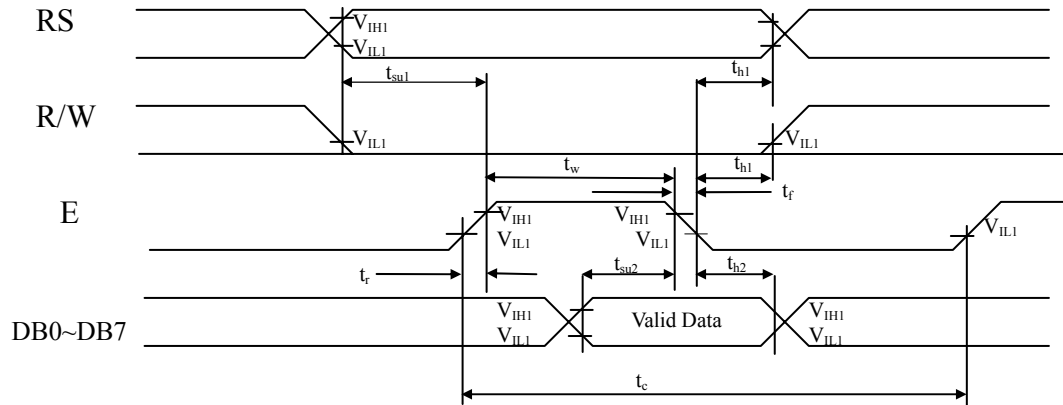 RS
V_IH1
V_IL1
t_su1
t_h1
R/W
V_IL1
V_IL1
t_w
t_h1
t_f
E
V_IH1
V_IH1
V_IL1
V_IL1
V_IL1
t_r
t_su2
t_h2
DB0~DB7
V_IH1
Valid Data
V_IH1
V_IL1
V_IL1
t_c